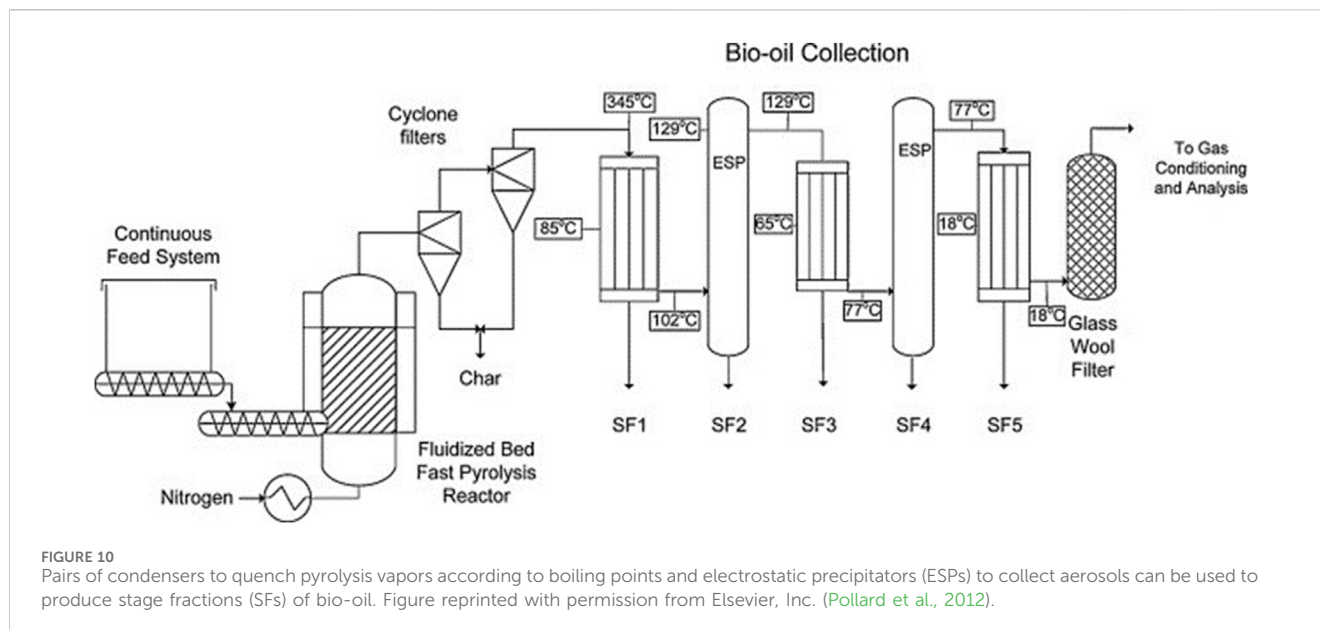 Bio-oil Collection
Cyclone
filters
345°C
129°C
129°C
77°C
ESP
ESP
To Gas
Conditioning
and Analysis
Continuous
Feed System
85°C
65°C
18°C
102°C
77°C
18°C
Glass
Wool
Filter
Char
SF1
SF2
SF3
SF4
SF5
Fluidized Bed
Fast Pyrolysis
Reactor
Nitrogen
FIGURE 10
Pairs of condensers to quench pyrolysis vapors according to boiling points and electrostatic precipitators (ESPs) to collect aerosols can be used to
produce stage fractions (SFs) of bio-oil. Figure reprinted with permission from Elsevier, Inc. (Pollard et al., 2012).